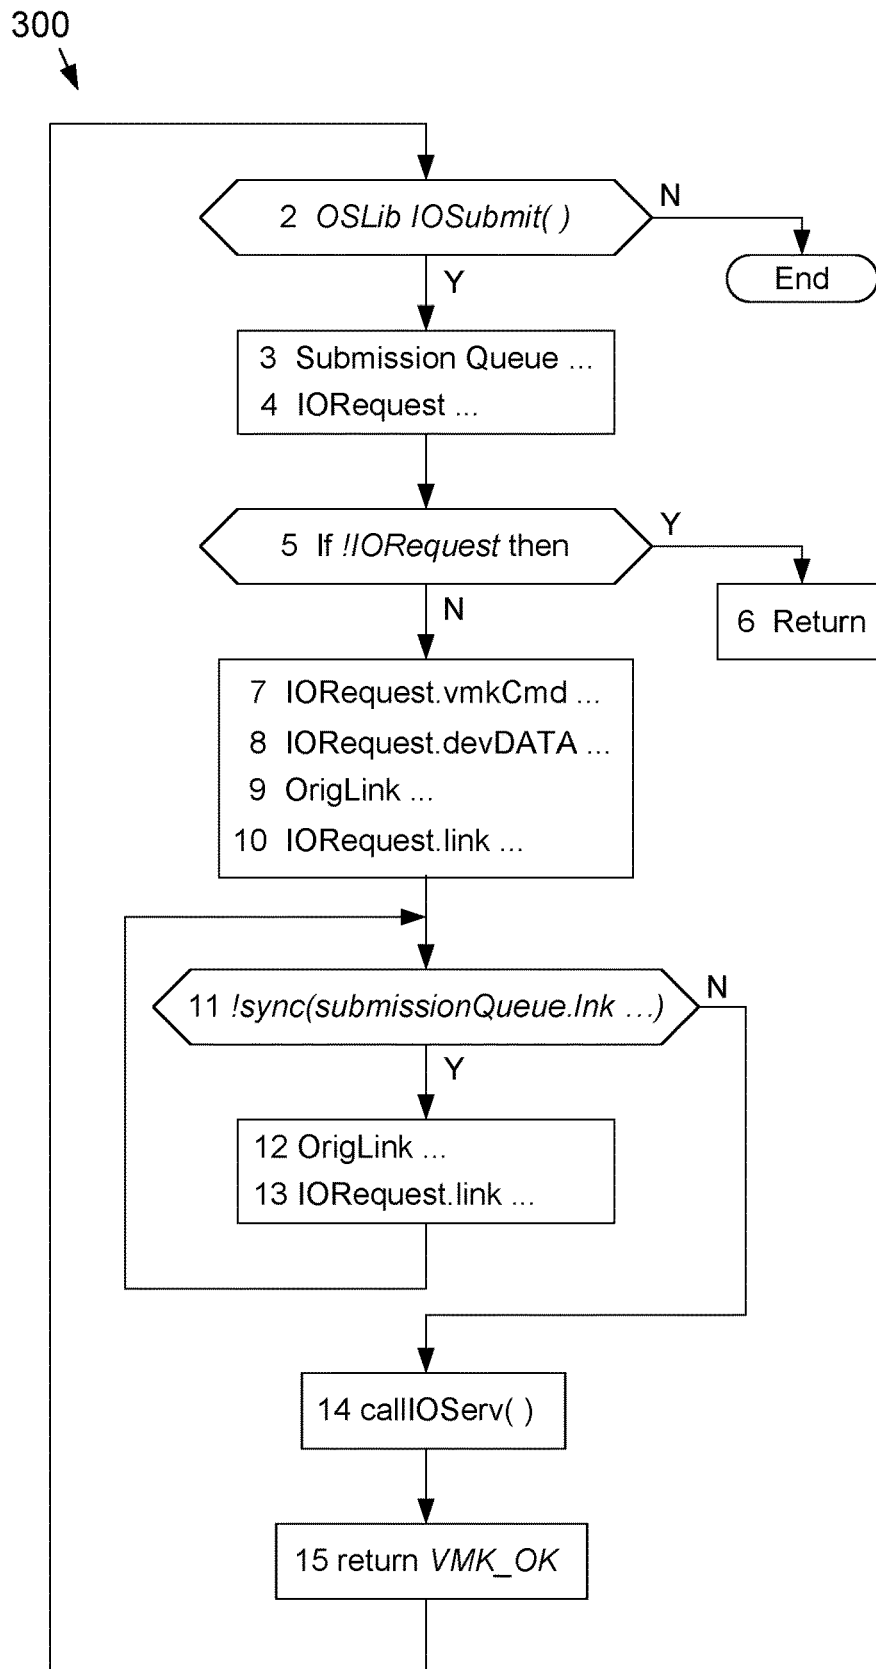 300
2 OSLib IOSubmit( )
N
End
Y
3 Submission Queue ...
4 IORequest ...
5 If !IORequest then
Y
6 Return
N
7 IORequest.vmkCmd ...
8 IORequest.devDATA ...
9 OrigLink ...
10 IORequest.link ...
11 !sync(submissionQueue.lnk ...)
N
Y
12 OrigLink ...
13 IORequest.link ...
14 callIOServ( )
15 return VMK_OK